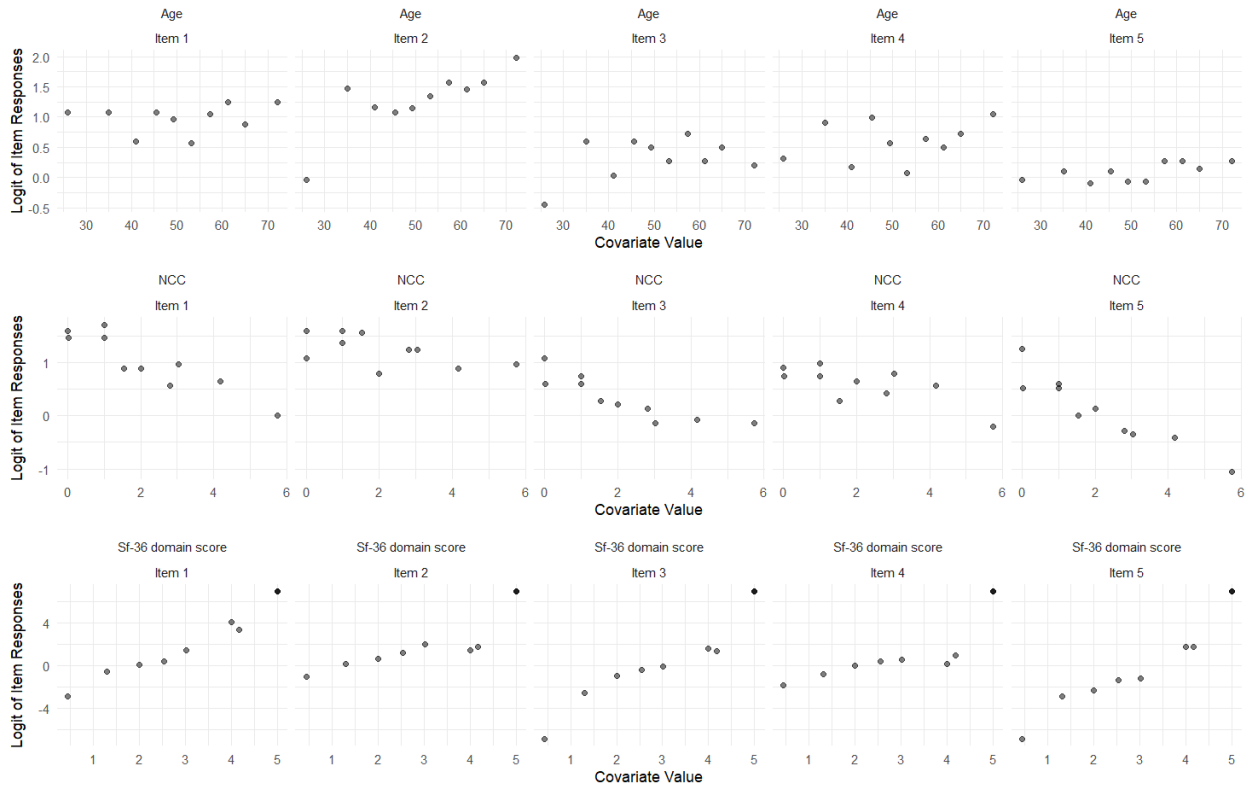 Age Age Age Age Age
Item 1 Item 2 Item 3 Item 4 Item 5
Logit of Item Responses
2.0
1.5
1.0
0.5
0.0
-0.5
30 40 50 60 70 30 40 50 60 70 30 40 50 60 70 30 40 50 60 70 30 40 50 60 70
Covariate Value
NCC NCC NCC NCC NCC
Item 1 Item 2 Item 3 Item 4 Item 5
Logit of Item Responses
1
0
-1
0 2 4 6 0 2 4 6 0 2 4 6 0 2 4 6 0 2 4 6
Covariate Value
Sf-36 domain score Sf-36 domain score Sf-36 domain score Sf-36 domain score Sf-36 domain score
Item 1 Item 2 Item 3 Item 4 Item 5
Logit of Item Responses
4
0
-4
1 2 3 4 5 1 2 3 4 5 1 2 3 4 5 1 2 3 4 5 1 2 3 4 5
Covariate Value